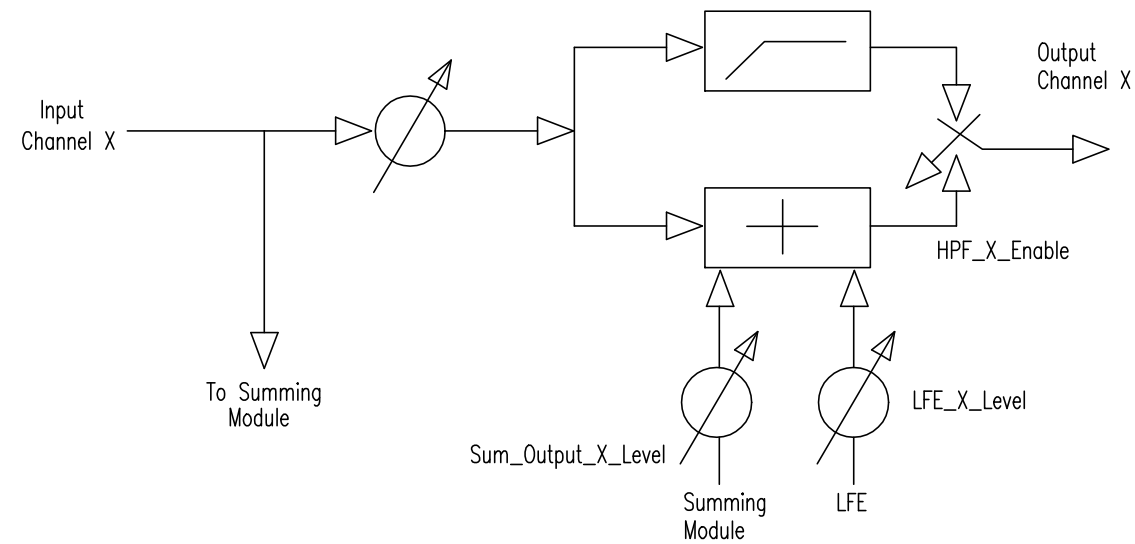 Input
Channel X
Output
Channel X
HPF_X_Enable
To Summing
Module
LFE_X_Level
Sum_Output_X_Level
Summing
Module
LFE